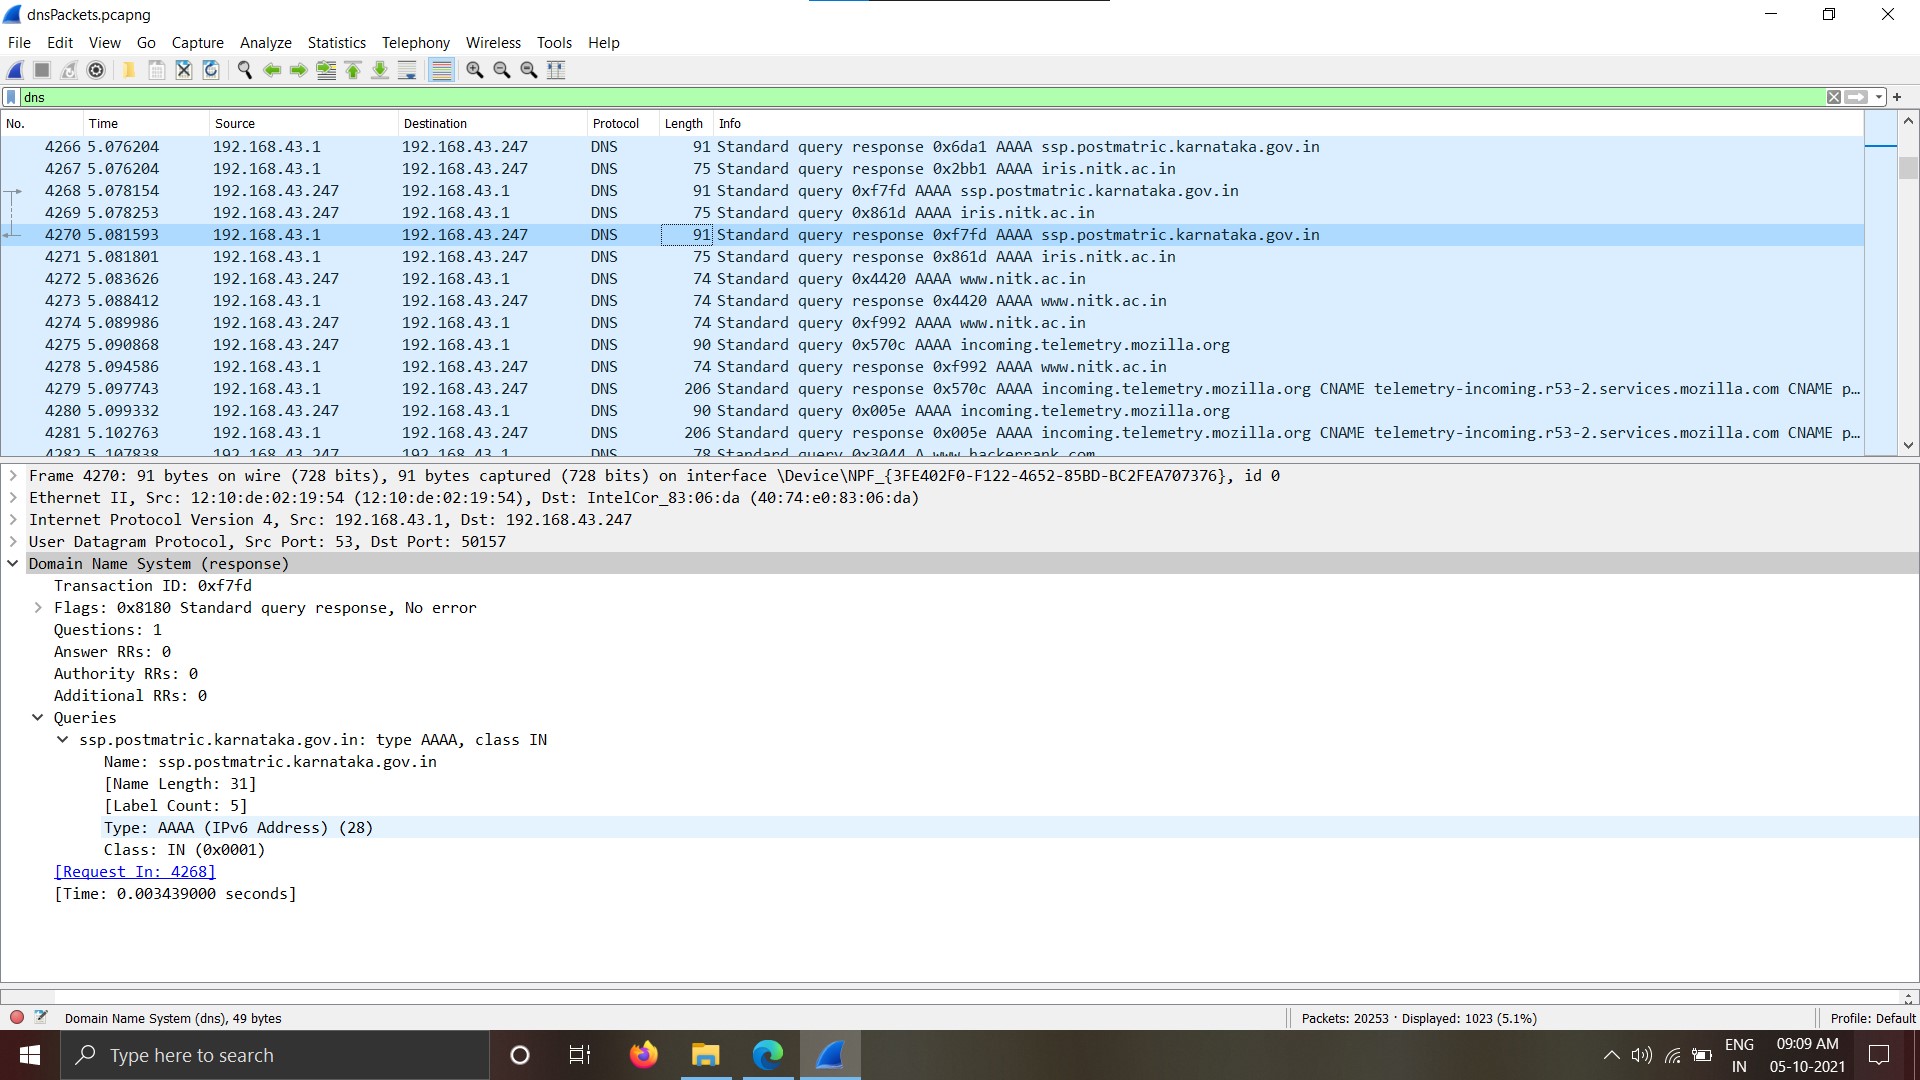 dnsPackets.pcapng
File Edit View Go Capture Analyze Statistics Telephony Wireless Tools Help
dns
No. Time Source Destination Protocol Length Info
4266 5.076204 192.168.43.1 192.168.43.247 DNS 91 Standard query response 0x6da1 AAAA ssp.postmatric.karnataka.gov.in
4267 5.076204 192.168.43.1 192.168.43.247 DNS 75 Standard query response 0x2bb1 AAAA iris.nitk.ac.in
4268 5.078154 192.168.43.247 192.168.43.1 DNS 91 Standard query 0xf7fd AAAA ssp.postmatric.karnataka.gov.in
4269 5.078253 192.168.43.247 192.168.43.1 DNS 75 Standard query 0x861d AAAA iris.nitk.ac.in
4270 5.081593 192.168.43.1 192.168.43.247 DNS 91 Standard query response 0xf7fd AAAA ssp.postmatric.karnataka.gov.in
4271 5.081801 192.168.43.1 192.168.43.247 DNS 75 Standard query response 0x861d AAAA iris.nitk.ac.in
4272 5.083626 192.168.43.247 192.168.43.1 DNS 74 Standard query 0x4420 AAAA www.nitk.ac.in
4273 5.088412 192.168.43.1 192.168.43.247 DNS 74 Standard query response 0x4420 AAAA www.nitk.ac.in
4274 5.089986 192.168.43.247 192.168.43.1 DNS 74 Standard query 0xf992 AAAA www.nitk.ac.in
4275 5.090868 192.168.43.247 192.168.43.1 DNS 90 Standard query 0x570c AAAA incoming.telemetry.mozilla.org
4278 5.094586 192.168.43.1 192.168.43.247 DNS 74 Standard query response 0xf992 AAAA www.nitk.ac.in
4279 5.097743 192.168.43.1 192.168.43.247 DNS 206 Standard query response 0x570c AAAA incoming.telemetry.mozilla.org CNAME telemetry-incoming.r53-2.services.mozilla.com CNAME p…
4280 5.099332 192.168.43.247 192.168.43.1 DNS 90 Standard query 0x005e AAAA incoming.telemetry.mozilla.org
4281 5.102763 192.168.43.1 192.168.43.247 DNS 206 Standard query response 0x005e AAAA incoming.telemetry.mozilla.org CNAME telemetry-incoming.r53-2.services.mozilla.com CNAME p…
4282 5.107838 192.168.43.247 192.168.43.1 DNS 78 Standard query 0x3044 A www.hackerrank.com
Frame 4270: 91 bytes on wire (728 bits), 91 bytes captured (728 bits) on interface \Device\NPF_{3FE402F0-F122-4652-85BD-BC2FEA707376}, id 0
Ethernet II, Src: 12:10:de:02:19:54 (12:10:de:02:19:54), Dst: IntelCor_83:06:da (40:74:e0:83:06:da)
Internet Protocol Version 4, Src: 192.168.43.1, Dst: 192.168.43.247
User Datagram Protocol, Src Port: 53, Dst Port: 50157
Domain Name System (response)
Transaction ID: 0xf7fd
Flags: 0x8180 Standard query response, No error
Questions: 1
Answer RRs: 0
Authority RRs: 0
Additional RRs: 0
Queries
ssp.postmatric.karnataka.gov.in: type AAAA, class IN
Name: ssp.postmatric.karnataka.gov.in
[Name Length: 31]
[Label Count: 5]
Type: AAAA (IPv6 Address) (28)
Class: IN (0x0001)
[Request In: 4268]
[Time: 0.003439000 seconds]
Domain Name System (dns), 49 bytes
Packets: 20253 · Displayed: 1023 (5.1%)
Profile: Default
Type here to search
ENG
IN
09:09 AM
05-10-2021